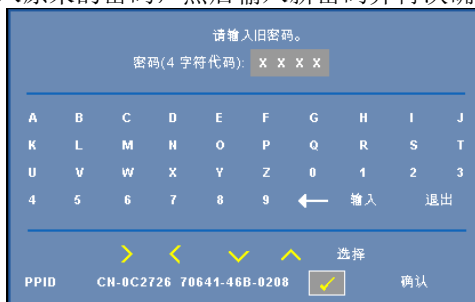 请输入旧密码。
密码(4 字符代码): X X X X
A B C D E F G H I J
K L M N O P Q R S T
U V W X Y Z 0 1 2 3
4 5 6 7 8 9 ← 输入 退出
选择
PPID CN-0C2726 70641-46B-0208 确认